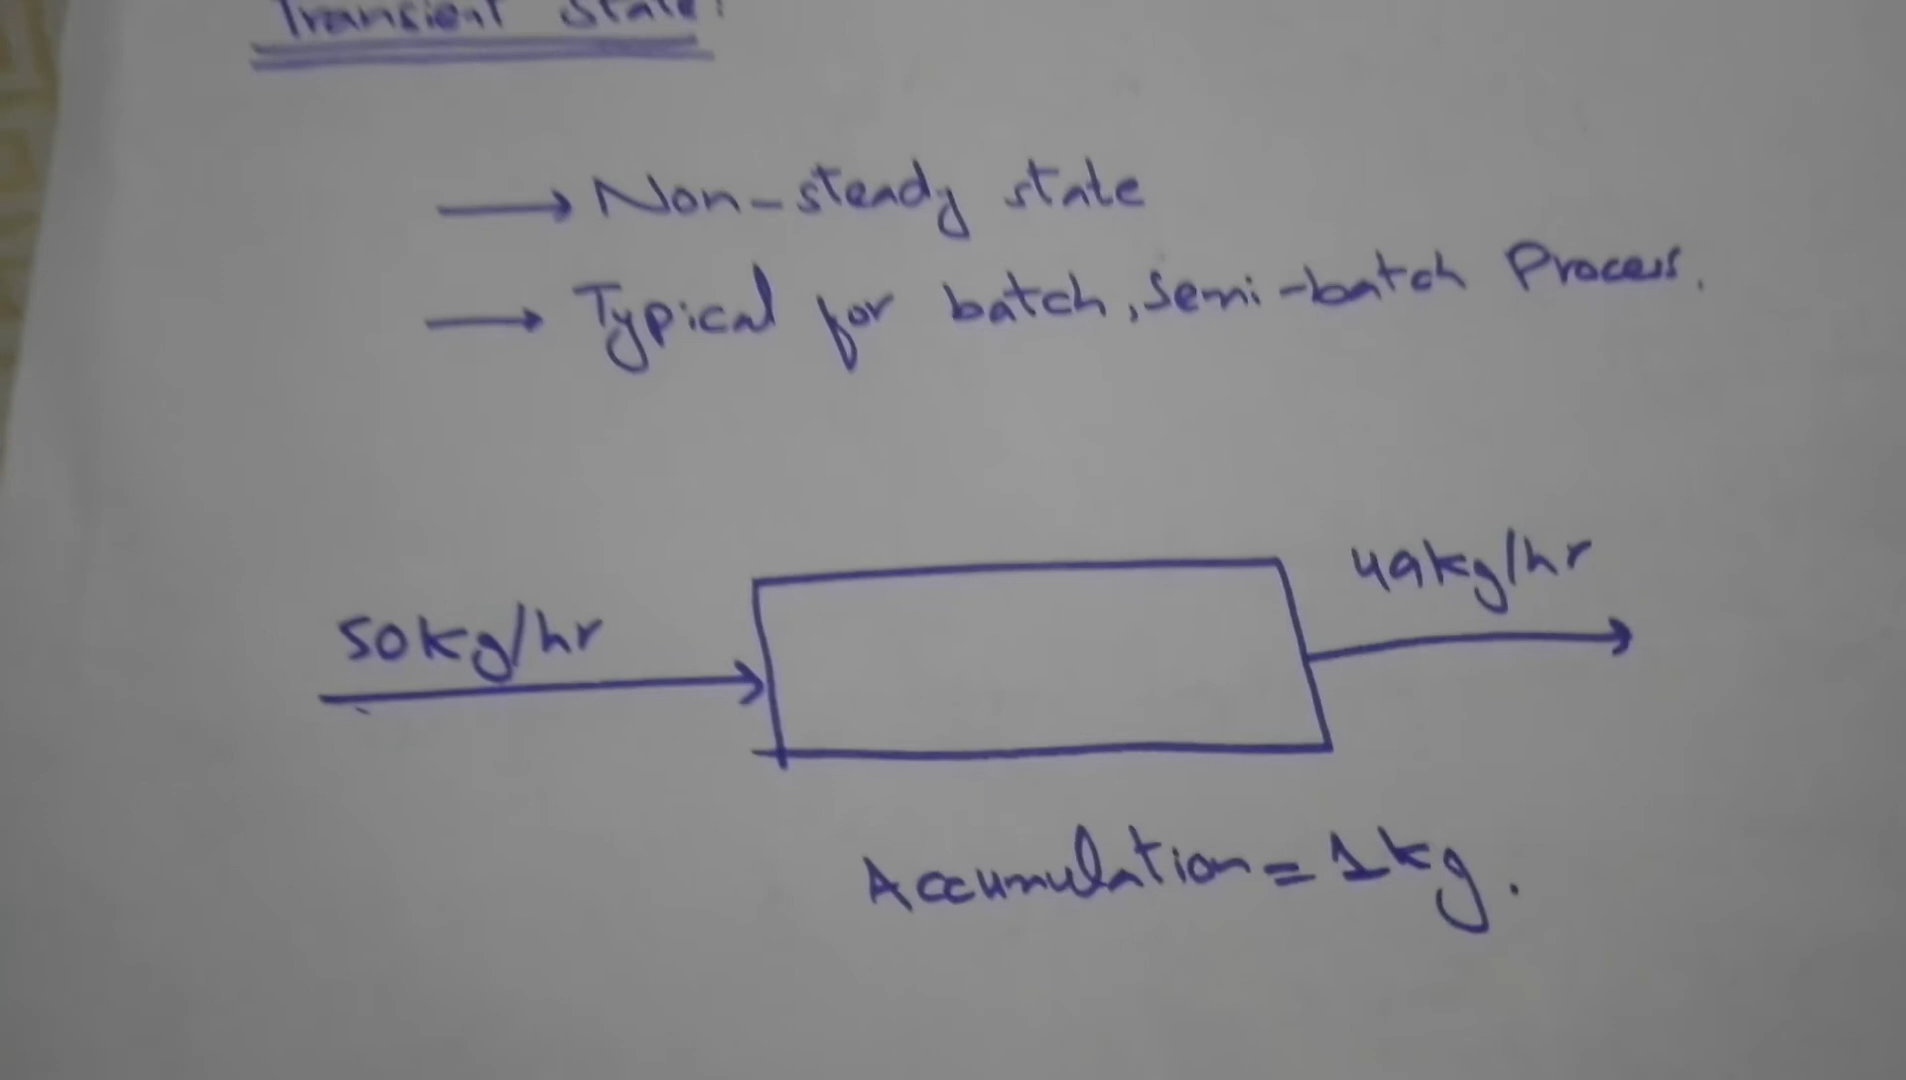 Transient State:
→ Non-steady state
→ Typical for batch, Semi-batch Process.
50kg/hr
49kg/hr
Accumulation = 1kg.